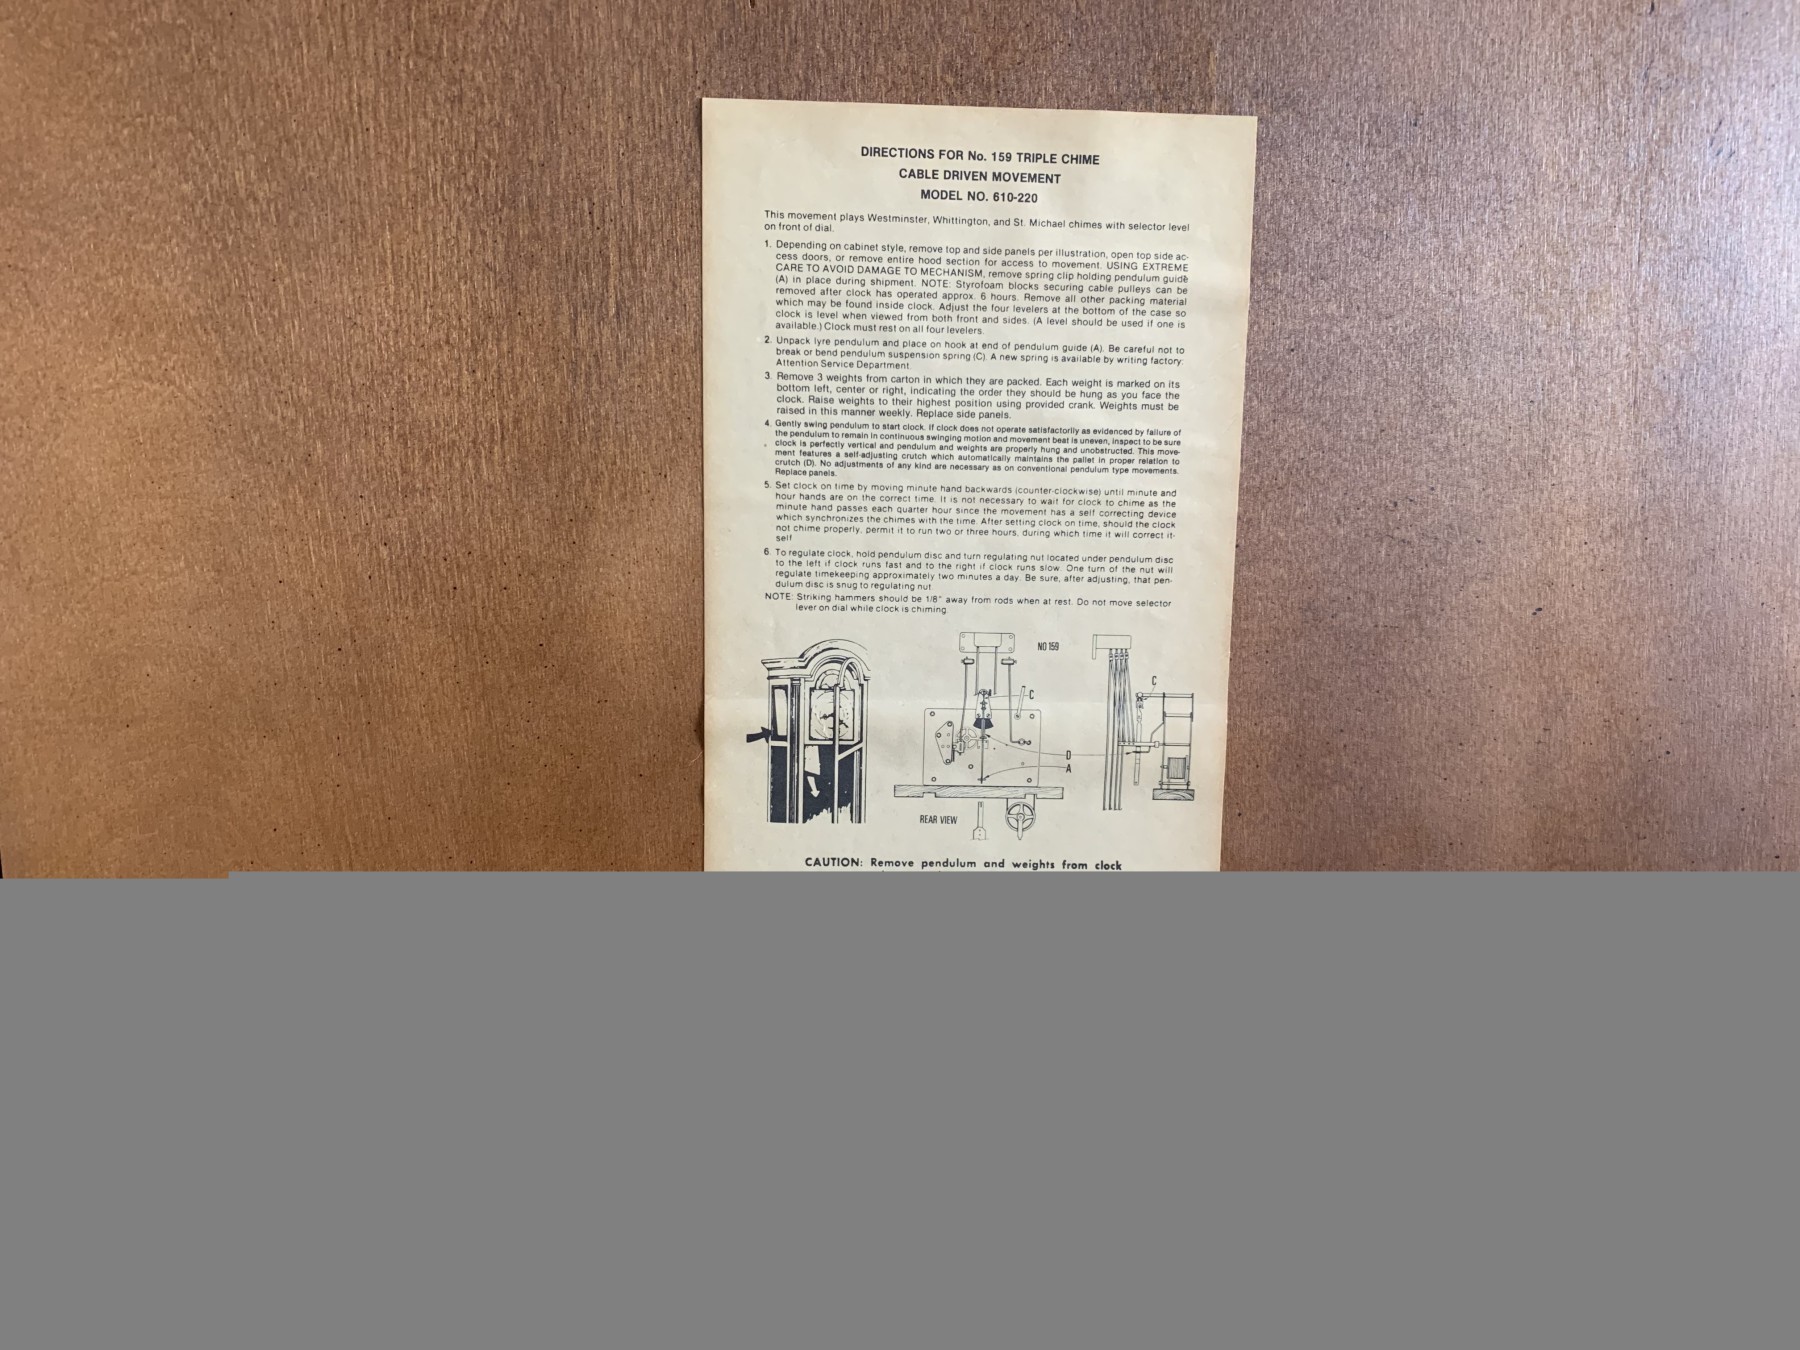 DIRECTIONS FOR No. 159 TRIPLE CHIME
CABLE DRIVEN MOVEMENT
MODEL NO. 610-220
This movement plays Westminster, Whittington, and St. Michael chimes with selector level
on front of dial.
1. Depending on cabinet style, remove top and side panels per illustration, open top side ac-
cess doors, or remove entire hood section for access to movement. USING EXTREME
CARE TO AVOID DAMAGE TO MECHANISM, remove spring clip holding pendulum guide
(A) in place during shipment. NOTE: Styrofoam blocks securing cable pulleys can be
removed after clock has operated approx. 6 hours. Remove all other packing material
which may be found inside clock. Adjust the four levelers at the bottom of the case so
clock is level when viewed from both front and sides. (A level should be used if one is
available.) Clock must rest on all four levelers.
2. Unpack lyre pendulum and place on hook at end of pendulum guide (A). Be careful not to
break or bend pendulum suspension spring (C). A new spring is available by writing factory:
Attention Service Department.
3. Remove 3 weights from carton in which they are packed. Each weight is marked on its
bottom left, center or right, indicating the order they should be hung as you face the
clock. Raise weights to their highest position using provided crank. Weights must be
raised in this manner weekly. Replace side panels.
4. Gently swing pendulum to start clock. If clock does not operate satisfactorily as evidenced by failure of
the pendulum to remain in continuous swinging motion and movement beat is uneven, inspect to be sure
clock is perfectly vertical and pendulum and weights are properly hung and unobstructed. This move-
ment features a self-adjusting crutch which automatically maintains the pallet in proper relation to
crutch (D). No adjustments of any kind are necessary as on conventional pendulum type movements.
Replace panels.
5. Set clock on time by moving minute hand backwards (counter-clockwise) until minute and
hour hands are on the correct time. It is not necessary to wait for clock to chime as the
minute hand passes each quarter hour since the movement has a self correcting device
which synchronizes the chimes with the time. After setting clock on time, should the clock
not chime properly, permit it to run two or three hours, during which time it will correct it-
self.
6. To regulate clock, hold pendulum disc and turn regulating nut located under pendulum disc
to the left if clock runs fast and to the right if clock runs slow. One turn of the nut will
regulate timekeeping approximately two minutes a day. Be sure, after adjusting, that pen-
dulum disc is snug to regulating nut.
NOTE: Striking hammers should be 1/8" away from rods when at rest. Do not move selector
lever on dial while clock is chiming.
NO 159
C
C
D
A
REAR VIEW
CAUTION: Remove pendulum and weights from clock